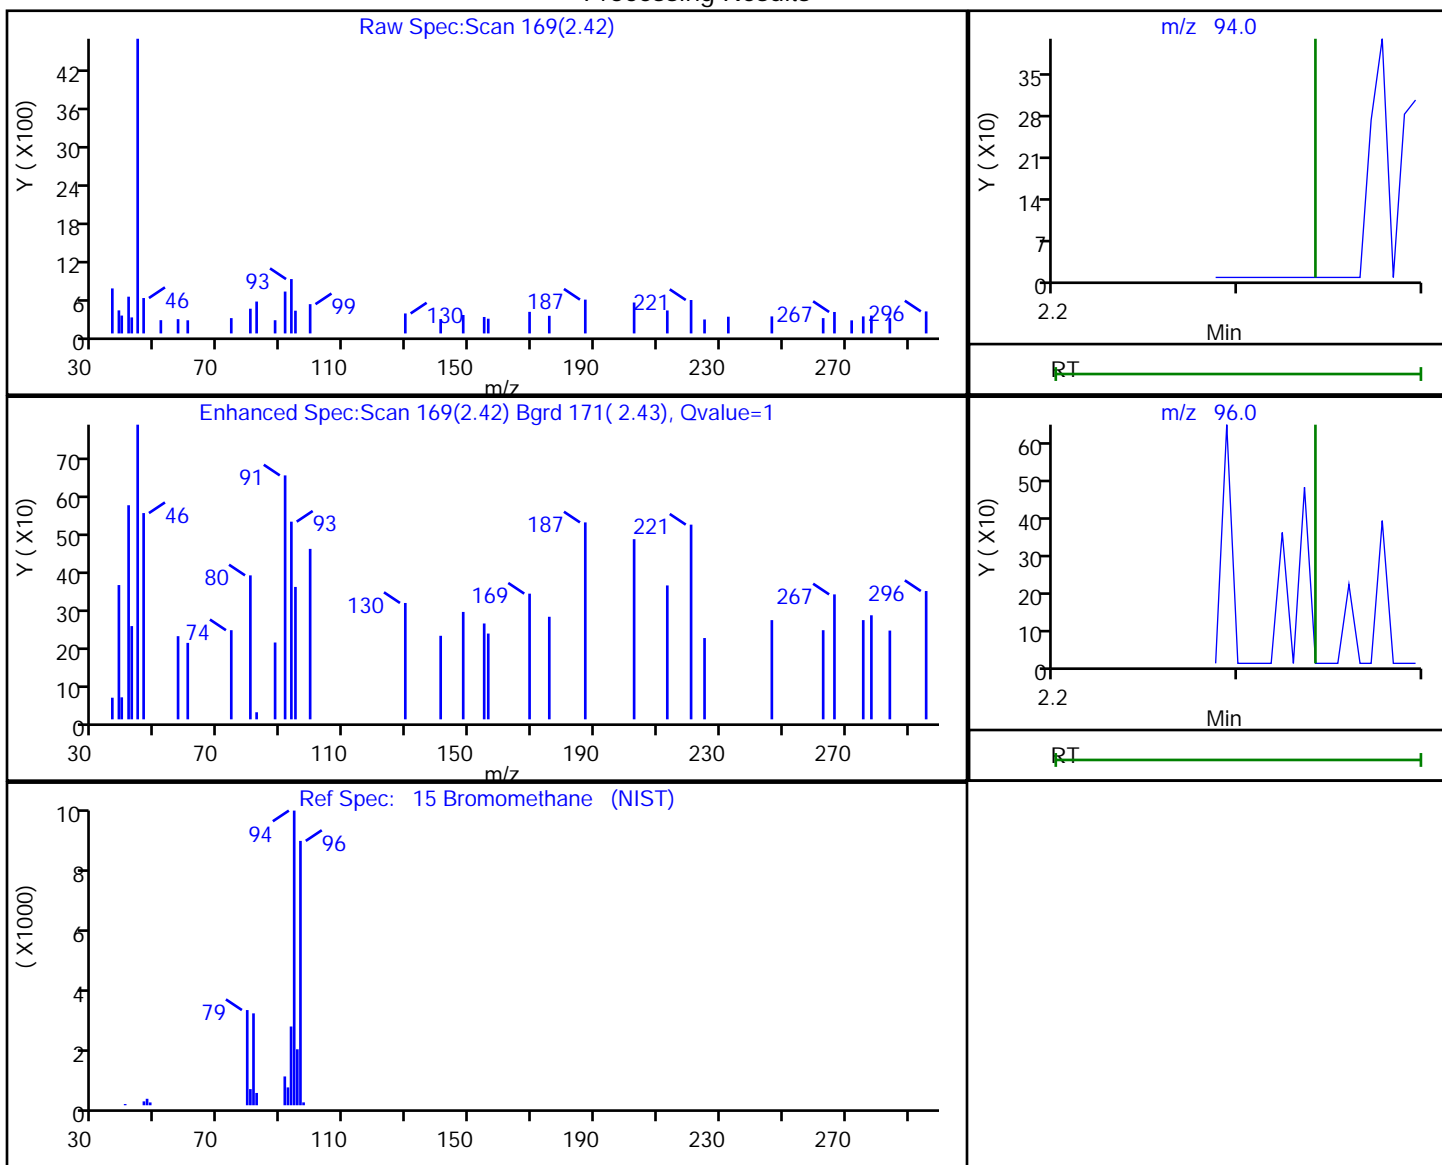 Processing Results
Raw Spec:Scan 169(2.42)
Y ( X100)
42
36
30
24
18
12
6
0
46
93
99
130
187
221
267
296
30 70 110 150 190 230 270
m/z
m/z 94.0
Y ( X10)
35
28
21
14
7
0
2.2
Min
RT
Enhanced Spec:Scan 169(2.42) Bgrd 171( 2.43), Qvalue=1
Y ( X10)
70
60
50
40
30
20
10
0
46
74
80
91
93
130
169
187
221
267
296
30 70 110 150 190 230 270
m/z
m/z 96.0
Y ( X10)
60
50
40
30
20
10
0
2.2
Min
RT
Ref Spec: 15 Bromomethane (NIST)
( X1000)
10
8
6
4
2
0
79
94
96
30 70 110 150 190 230 270